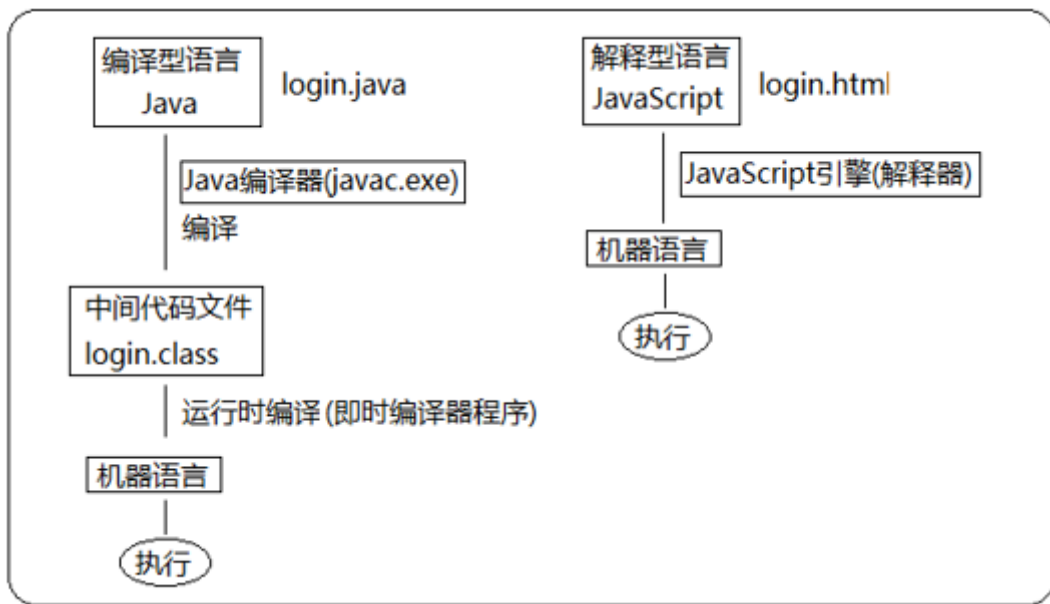 编译型语言
Java
login.java
Java编译器(javac.exe)
编译
中间代码文件
login.class
运行时编译(即时编译器程序)
机器语言
执行
解释型语言
JavaScript
login.html
JavaScript引擎(解释器)
机器语言
执行